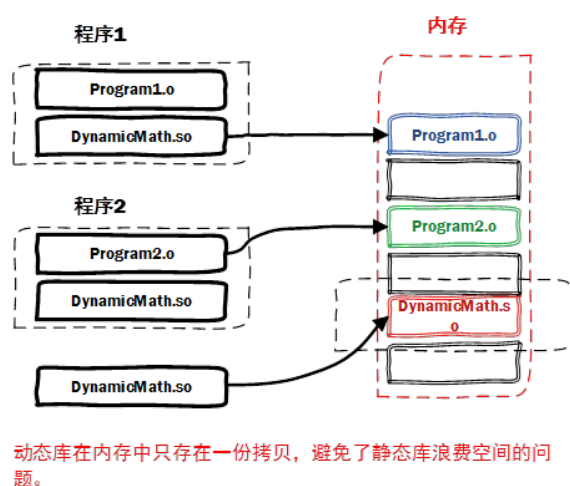 程序1
内存
Program1.o
DynamicMath.so
Program1.o
程序2
Program2.o
Program2.o
DynamicMath.so
DynamicMath.s
o
DynamicMath.so
动态库在内存中只存在一份拷贝，避免了静态库浪费空间的问
题。